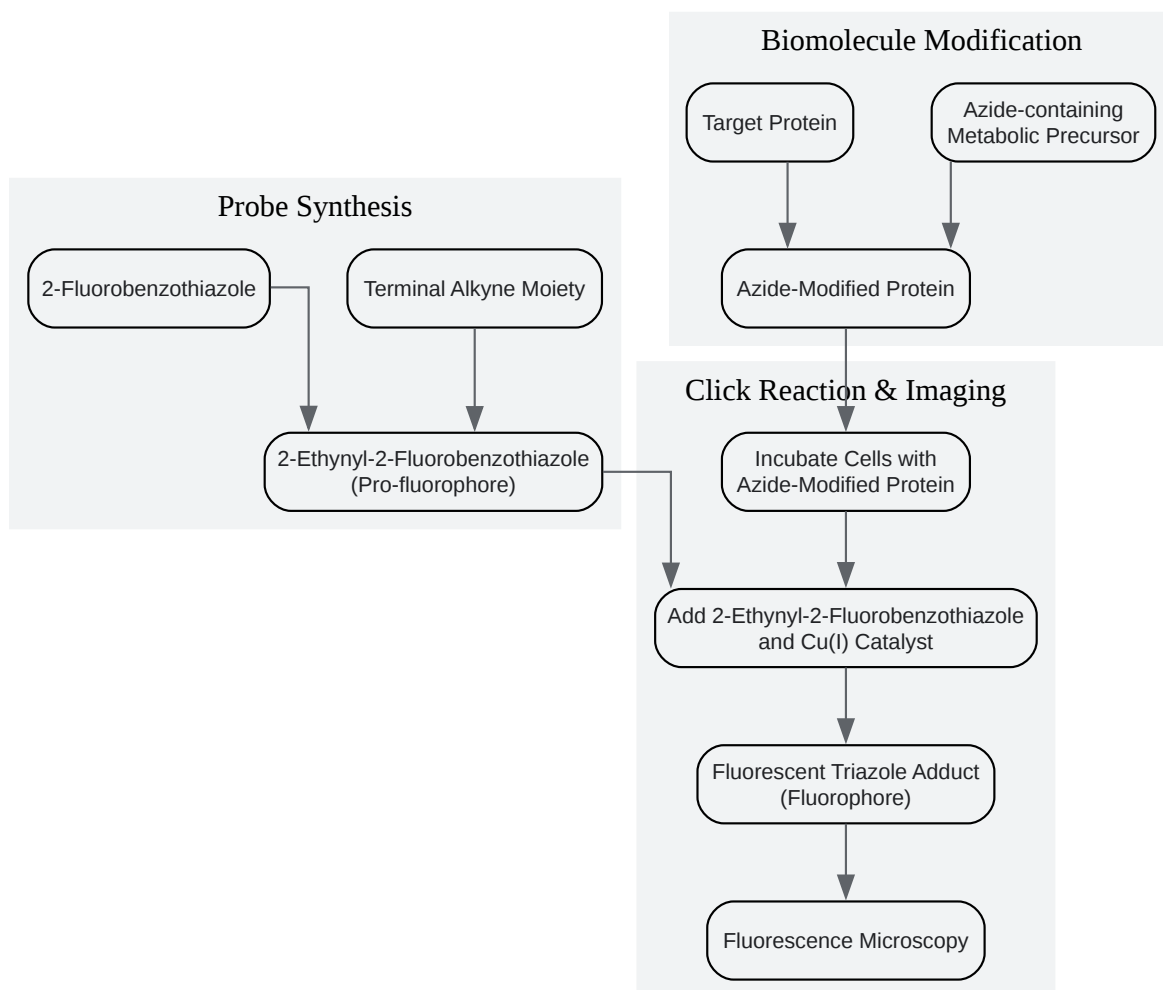 Biomolecule Modification
Target Protein
Azide-containing
Metabolic Precursor
Azide-Modified Protein
Probe Synthesis
2-Fluorobenzothiazole
Terminal Alkyne Moiety
2-Ethynyl-2-Fluorobenzothiazole
(Pro-fluorophore)
Click Reaction & Imaging
Incubate Cells with
Azide-Modified Protein
Add 2-Ethynyl-2-Fluorobenzothiazole
and Cu(I) Catalyst
Fluorescent Triazole Adduct
(Fluorophore)
Fluorescence Microscopy